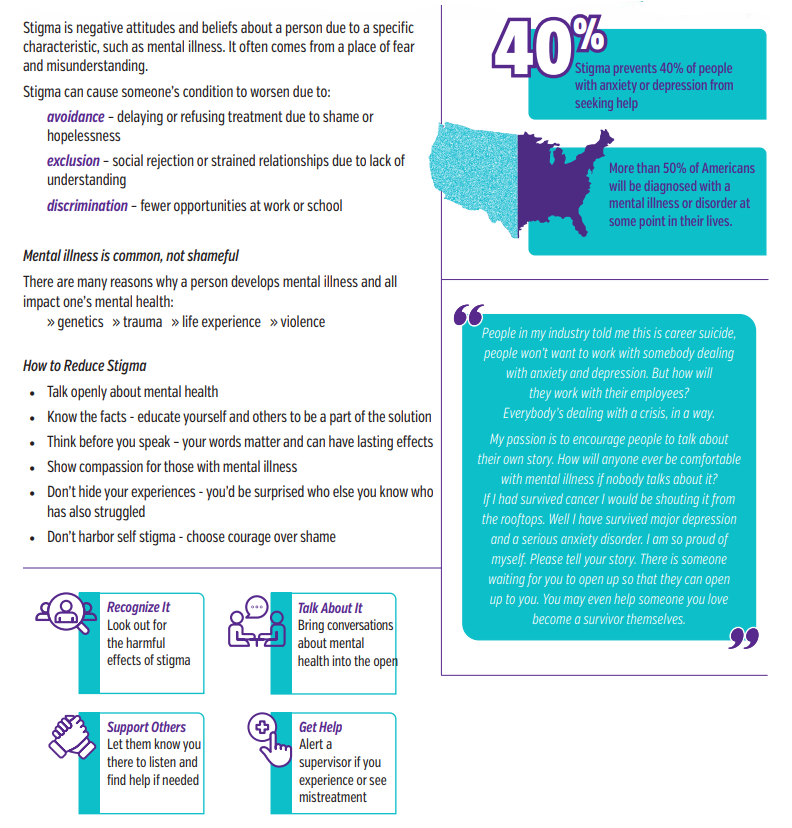 Stigma is negative attitudes and beliefs about a person due to a specific
characteristic, such as mental illness. It often comes from a place of fear
and misunderstanding.
Stigma can cause someone's condition to worsen due to:
avoidance – delaying or refusing treatment due to shame or
hopelessness
exclusion – social rejection or strained relationships due to lack of
understanding
discrimination – fewer opportunities at work or school
Mental illness is common, not shameful
There are many reasons why a person develops mental illness and all
impact one's mental health:
» genetics » trauma » life experience » violence
How to Reduce Stigma
• Talk openly about mental health
• Know the facts - educate yourself and others to be a part of the solution
• Think before you speak – your words matter and can have lasting effects
• Show compassion for those with mental illness
• Don't hide your experiences - you'd be surprised who else you know who
has also struggled
• Don't harbor self stigma - choose courage over shame
Recognize It
Look out for
the harmful
effects of stigma
Talk About It
Bring conversations
about mental
health into the open
Support Others
Let them know you
there to listen and
find help if needed
Get Help
Alert a
supervisor if you
experience or see
mistreatment
40%
Stigma prevents 40% of people
with anxiety or depression from
seeking help
More than 50% of Americans
will be diagnosed with a
mental illness or disorder at
some point in their lives.
“
People in my industry told me this is career suicide,
people won't want to work with somebody dealing
with anxiety and depression. But how will
they work with their employees?
Everybody's dealing with a crisis, in a way.
My passion is to encourage people to talk about
their own story. How will anyone ever be comfortable
with mental illness if nobody talks about it?
If I had survived cancer I would be shouting it from
the rooftops. Well I have survived major depression
and a serious anxiety disorder. I am so proud of
myself. Please tell your story. There is someone
waiting for you to open up so that they can open
up to you. You may even help someone you love
become a survivor themselves.
”